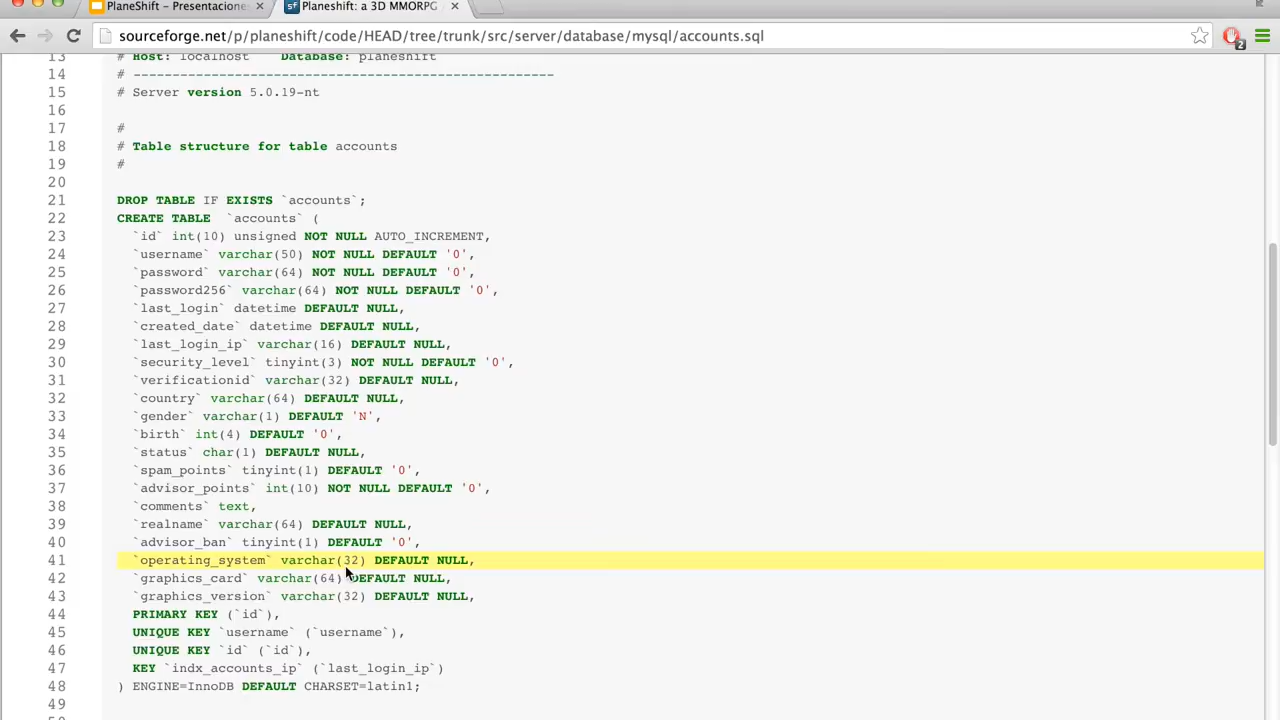 PlaneShift – Presentaciones
Planeshift: a 3D MMORPG
sourceforge.net/p/planeshift/code/HEAD/tree/trunk/src/server/database/mysql/accounts.sql
2
13 # Host: localhost    Database: planeshift
14 # ------------------------------------------------------
15 # Server version 5.0.19-nt
16
17 #
18 # Table structure for table accounts
19 #
20
21 DROP TABLE IF EXISTS `accounts`;
22 CREATE TABLE  `accounts` (
23   `id` int(10) unsigned NOT NULL AUTO_INCREMENT,
24   `username` varchar(50) NOT NULL DEFAULT '0',
25   `password` varchar(64) NOT NULL DEFAULT '0',
26   `password256` varchar(64) NOT NULL DEFAULT '0',
27   `last_login` datetime DEFAULT NULL,
28   `created_date` datetime DEFAULT NULL,
29   `last_login_ip` varchar(16) DEFAULT NULL,
30   `security_level` tinyint(3) NOT NULL DEFAULT '0',
31   `verificationid` varchar(32) DEFAULT NULL,
32   `country` varchar(64) DEFAULT NULL,
33   `gender` varchar(1) DEFAULT 'N',
34   `birth` int(4) DEFAULT '0',
35   `status` char(1) DEFAULT NULL,
36   `spam_points` tinyint(1) DEFAULT '0',
37   `advisor_points` int(10) NOT NULL DEFAULT '0',
38   `comments` text,
39   `realname` varchar(64) DEFAULT NULL,
40   `advisor_ban` tinyint(1) DEFAULT '0',
41   `operating_system` varchar(32) DEFAULT NULL,
42   `graphics_card` varchar(64) DEFAULT NULL,
43   `graphics_version` varchar(32) DEFAULT NULL,
44   PRIMARY KEY (`id`),
45   UNIQUE KEY `username` (`username`),
46   UNIQUE KEY `id` (`id`),
47   KEY `indx_accounts_ip` (`last_login_ip`)
48 ) ENGINE=InnoDB DEFAULT CHARSET=latin1;
49